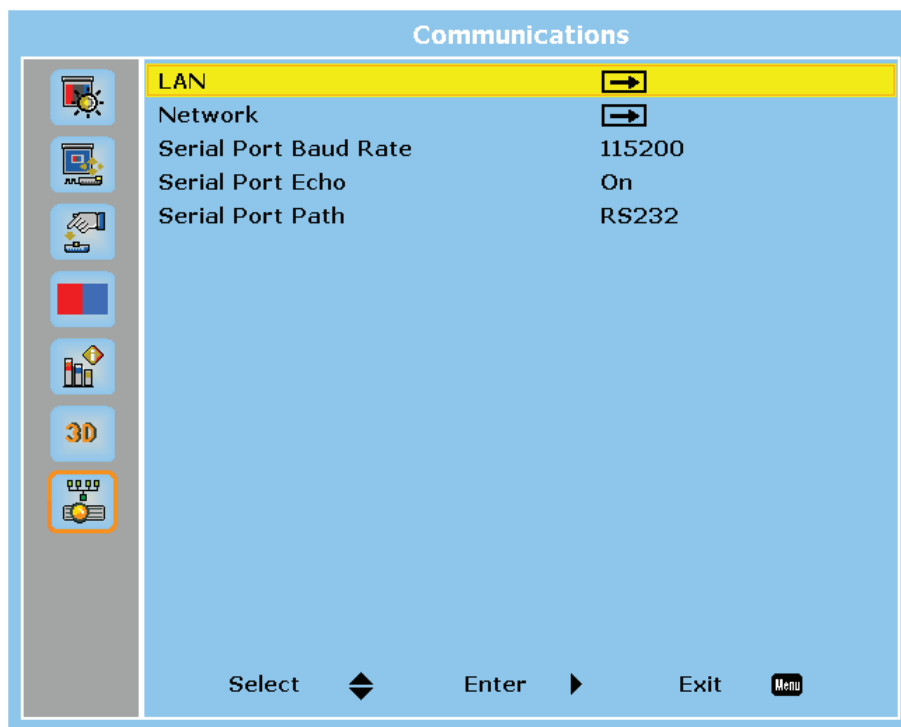 Communications
LAN
Network
Serial Port Baud Rate 115200
Serial Port Echo On
Serial Port Path RS232
3D
Select Enter Exit Menu